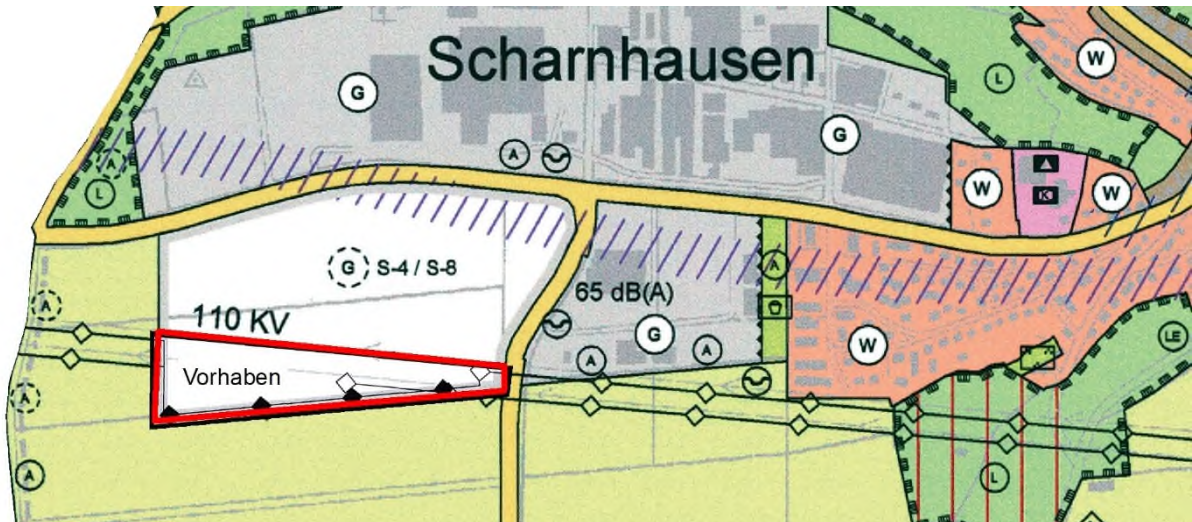 Scharnhausen
W
L
G
G
A
A
L
W
K
W
G S-4 / S-8
A
65 dB(A)
A
110 KV
G
A
A
W
LE
Vorhaben
A
A
L